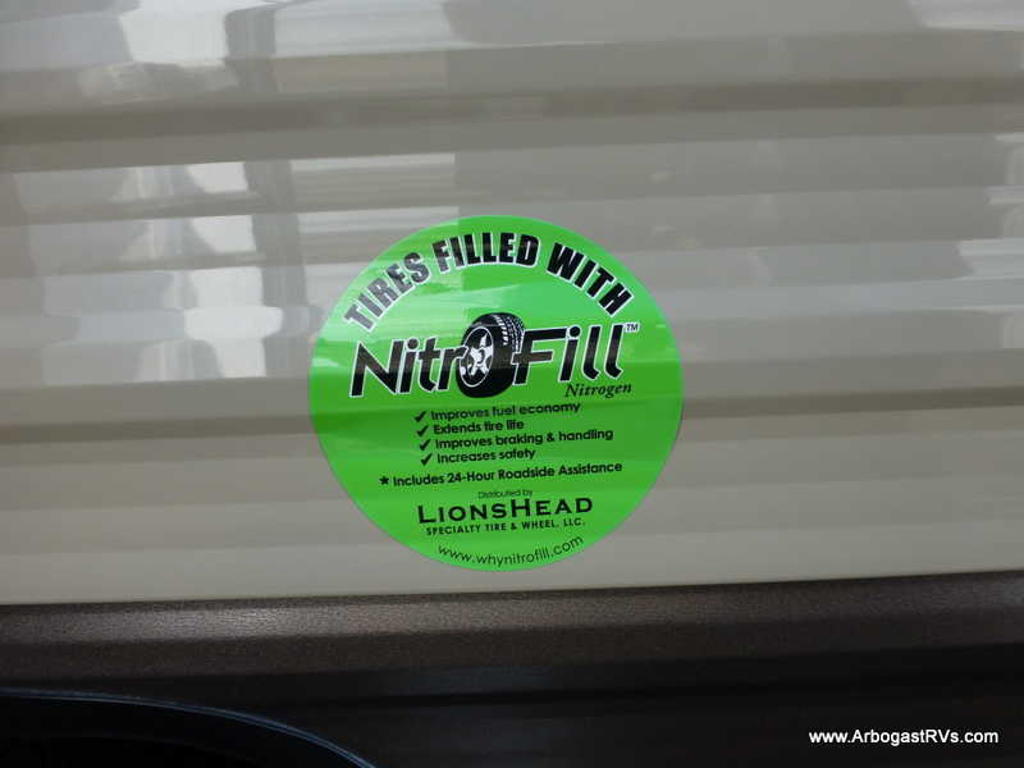 TIRES FILLED WITH
NitroFill™
Nitrogen
✓ Improves fuel economy
✓ Extends tire life
✓ Improves braking & handling
✓ Increases safety
★ Includes 24-Hour Roadside Assistance
Distributed by
LIONSHEAD
SPECIALTY TIRE & WHEEL, LLC.
www.whynitrofill.com
www.ArbogastRVs.com